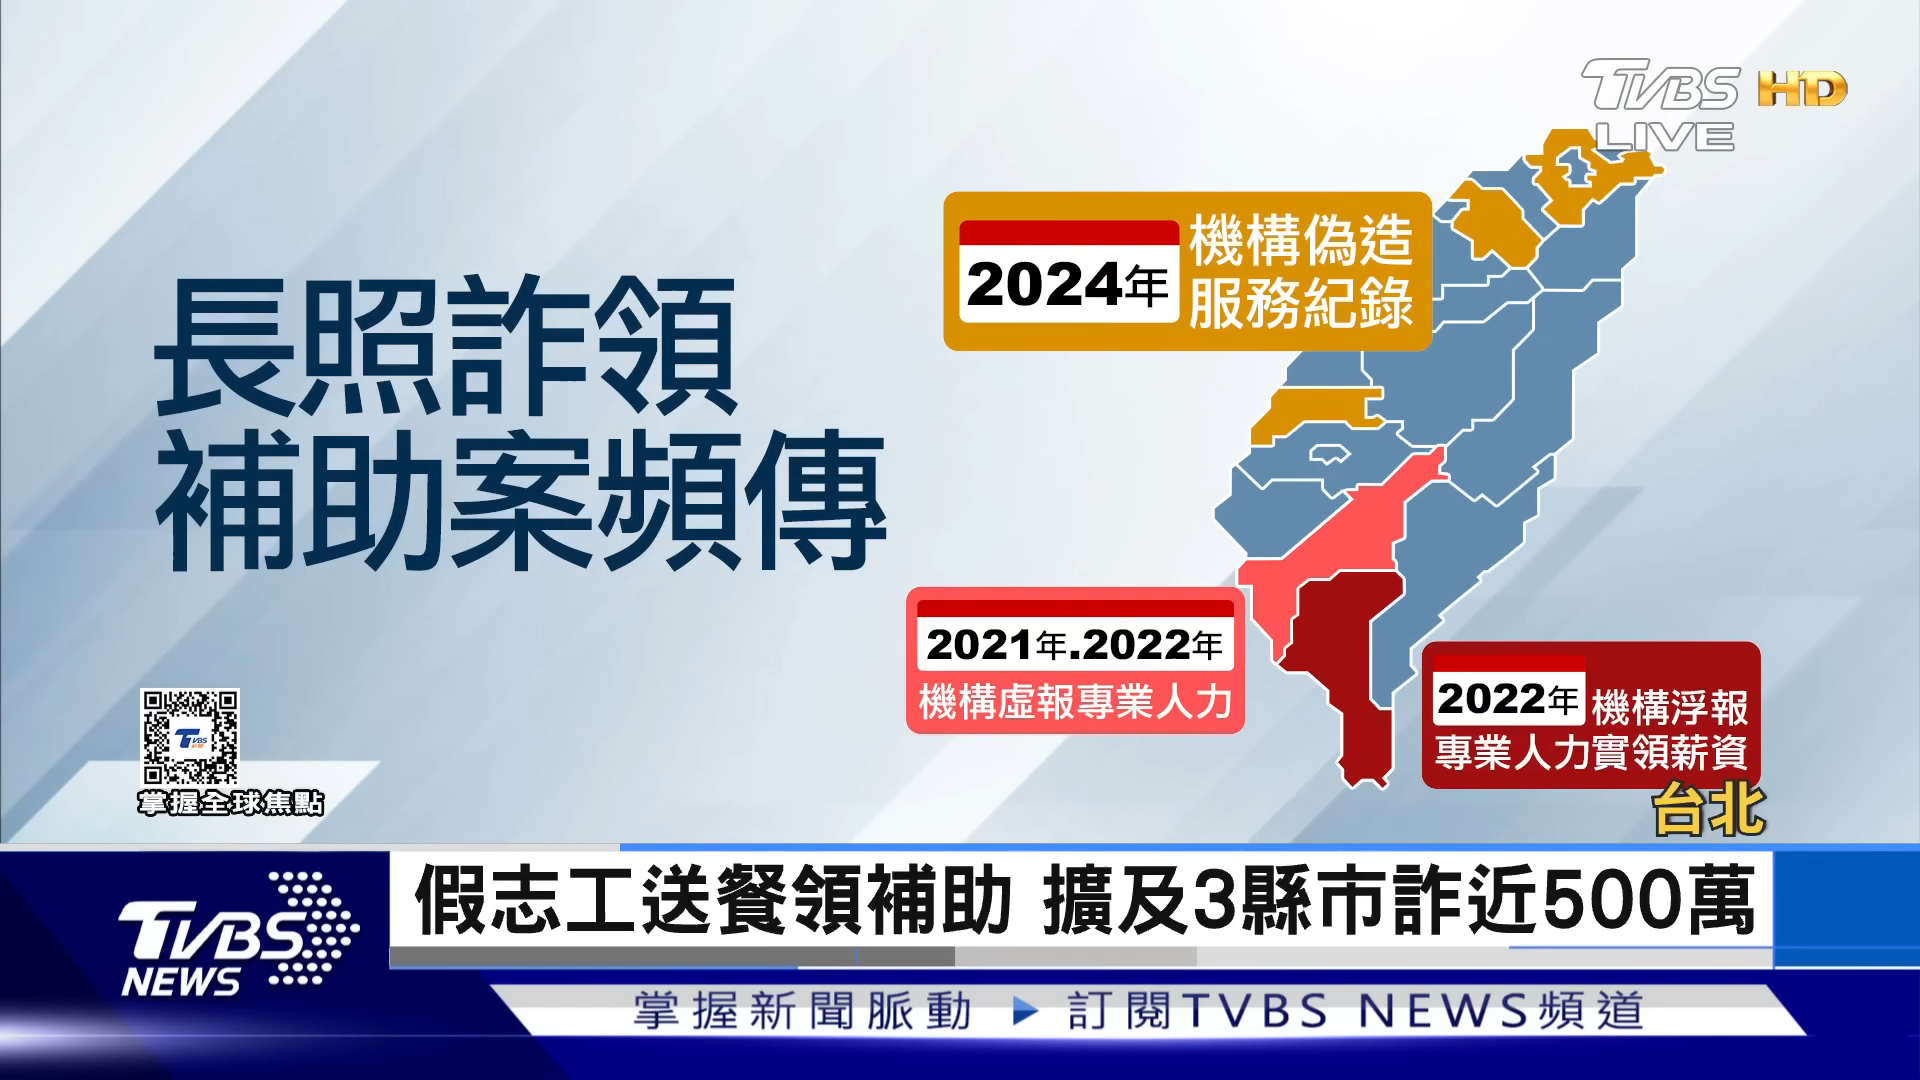 TVBS HD
LIVE
長照詐領
補助案頻傳
2024年
機構偽造
服務紀錄
2021年.2022年
機構虛報專業人力
2022年
機構浮報
專業人力實領薪資
TVBS
新聞
掌握全球焦點
台北
假志工送餐領補助 擴及3縣市詐近500萬
TVBS
NEWS
掌握新聞脈動 ▶ 訂閱TVBS NEWS頻道